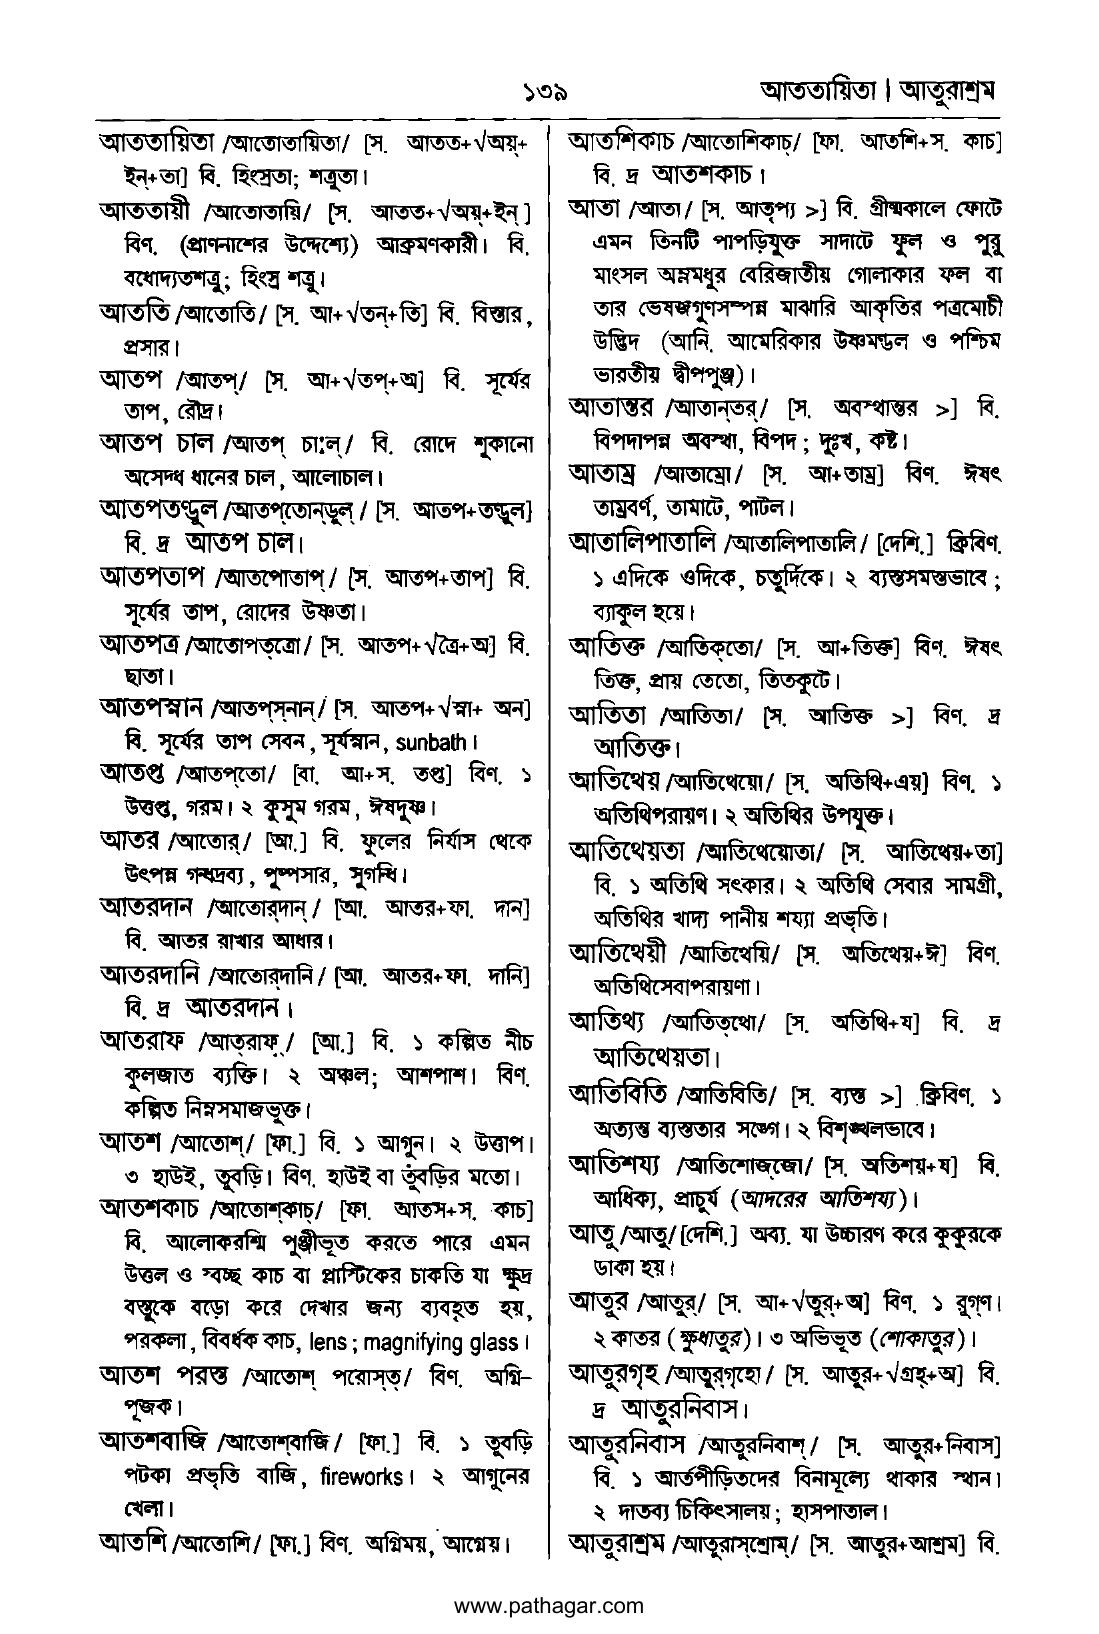 ১৩৯
আততায়িতা | আতুরাশ্রম
আততায়িতা /আতোতায়িতা/ [স. আতত+√অয়্+
ইন্+তা] বি. হিংস্রতা; শত্রুতা।
আততায়ী /আতোতায়ি/ [স. আতত+√অয়্+ইন্ ]
বিণ. (প্রাণনাশের উদ্দেশ্যে) আক্রমণকারী। বি.
বধোদ্যতশত্রু; হিংস্র শত্রু।
আততি /আতোতি/ [স. আ+√তন্+তি] বি. বিস্তার,
প্রসার।
আতপ /আতপ্/ [স. আ+√তপ্+অ] বি. সূর্যের
তাপ, রৌদ্র।
আতপ চাল /আতপ্ চা:ল্/ বি. রোদে শুকানো
অসেদ্ধ ধানের চাল, আলোচাল।
আতপতণ্ডুল /আতপ্‌তোন্‌ডুল্ / [স. আতপ+তণ্ডুল]
বি. দ্র আতপ চাল।
আতপতাপ /আতপোতাপ্ / [স. আতপ+তাপ] বি.
সূর্যের তাপ, রোদের উষ্ণতা।
আতপত্র /আতোপত্‌ত্রো / [স. আতপ+√ত্রৈ+অ] বি.
ছাতা।
আতপস্নান /আতপ্‌স্‌নান্/ [স. আতপ+√স্না+ অন]
বি. সূর্যের তাপ সেবন, সূর্যস্নান, sunbath।
আতপ্ত /আতপ্‌তো/ [বা. আ+স. তপ্ত] বিণ. ১
উত্তপ্ত, গরম। ২ কুসুম গরম, ঈষদুষ্ণ।
আতর /আতোর্/ [আ.] বি. ফুলের নির্যাস থেকে
উৎপন্ন গন্ধদ্রব্য, পুষ্পসার, সুগন্ধি।
আতরদান /আতোর্‌দান্ / [আ. আতর+ফা. দান]
বি. আতর রাখার আধার।
আতরদানি /আতোর্‌দানি / [আ. আতর+ফা. দানি]
বি. দ্র আতরদান।
আতরাফ /আত্‌রাফ্ / [আ.] বি. ১ কল্পিত নীচ
কুলজাত ব্যক্তি। ২ অঞ্চল; আশপাশ। বিণ.
কল্পিত নিম্নসমাজভুক্ত।
আতশ /আতোশ্/ [ফা.] বি. ১ আগুন। ২ উত্তাপ।
৩ হাউই, তুবড়ি। বিণ. হাউই বা তুঁবড়ির মতো।
আতশকাচ /আতোশ্‌কাচ্/ [ফা. আতস+স. কাচ]
বি. আলোকরশ্মি পুঞ্জীভূত করতে পারে এমন
উত্তল ও স্বচ্ছ কাচ বা প্লাস্টিকের চাকতি যা ক্ষুদ্র
বস্তুকে বড়ো করে দেখার জন্য ব্যবহৃত হয়,
পরকলা, বিবর্ধক কাচ, lens ; magnifying glass।
আতশ পরস্ত /আতোশ্ পরোস্‌ত্/ বিণ. অগ্নি–
পূজক।
আতশবাজি /আতোশ্‌বাজি / [ফা.] বি. ১ তুবড়ি
পটকা প্রভৃতি বাজি, fireworks। ২ আগুনের
খেলা।
আতশি /আতোশি / [ফা.] বিণ. অগ্নিময়, আগ্নেয়।
আতশিকাচ /আতোশিকাচ্/ [ফা. আতশি+স. কাচ]
বি. দ্র আতশকাচ।
আতা /আতা/ [স. আতৃপ্য >] বি. গ্রীষ্মকালে ফোটে
এমন তিনটি পাপড়িযুক্ত সাদাটে ফুল ও পুরু
মাংসল অম্লমধুর বেরিজাতীয় গোলাকার ফল বা
তার ভেষজগুণসম্পন্ন মাঝারি আকৃতির পত্রমোচী
উদ্ভিদ (আনি. আমেরিকার উষ্ণমণ্ডল ও পশ্চিম
ভারতীয় দ্বীপপুঞ্জ)।
আতান্তর /আতান্‌তর্/ [স. অবস্থান্তর >] বি.
বিপদাপন্ন অবস্থা, বিপদ ; দুঃখ, কষ্ট।
আতাম্র /আতাম্রো/ [স. আ+তাম্র] বিণ. ঈষৎ
তাম্রবর্ণ, তামাটে, পাটল।
আতালিপাতালি /আতালিপাতালি / [দেশি.] ক্রিবিণ.
১ এদিকে ওদিকে, চতুর্দিকে। ২ ব্যস্তসমস্তভাবে ;
ব্যাকুল হয়ে।
আতিক্ত /আতিক্‌তো/ [স. আ+তিক্ত] বিণ. ঈষৎ
তিক্ত, প্রায় তেতো, তিতকুটে।
আতিতা /আতিতা/ [স. আতিক্ত >] বিণ. দ্র
আতিক্ত।
আতিথেয় /আতিথেয়ো/ [স. অতিথি+এয়] বিণ. ১
অতিথিপরায়ণ। ২ অতিথির উপযুক্ত।
আতিথেয়তা /আতিথেয়োতা/ [স. আতিথেয়+তা]
বি. ১ অতিথি সৎকার। ২ অতিথি সেবার সামগ্রী,
অতিথির খাদ্য পানীয় শয্যা প্রভৃতি।
আতিথেয়ী /আতিথেয়ি/ [স. অতিথেয়+ঈ] বিণ.
অতিথিসেবাপরায়ণা।
আতিথ্য /আতিত্‌থো/ [স. অতিথি+য] বি. দ্র
আতিথেয়তা।
আতিবিতি /আতিবিতি/ [স. ব্যস্ত >] ক্রিবিণ. ১
অত্যন্ত ব্যস্ততার সঙ্গে। ২ বিশৃঙ্খলভাবে।
আতিশয্য /আতিশোজ্‌জো/ [স. অতিশয়+য] বি.
আধিক্য, প্রাচুর্য (আদরের আতিশয্য)।
আতু /আতু/ [দেশি.] অব্য. যা উচ্চারণ করে কুকুরকে
ডাকা হয়।
আতুর /আতুর্/ [স. আ+√তুর্+অ] বিণ. ১ রুগ্‌ণ।
২ কাতর (ক্ষুধাতুর)। ৩ অভিভূত (শোকাতুর)।
আতুরগৃহ /আতুর্‌গৃহো/ [স. আতুর+√গ্রহ্+অ] বি.
দ্র আতুরনিবাস।
আতুরনিবাস /আতুরনিবাশ্ / [স. আতুর+নিবাস]
বি. ১ আর্তপীড়িতদের বিনামূল্যে থাকার স্থান।
২ দাতব্য চিকিৎসালয়; হাসপাতাল।
আতুরাশ্রম /আতুরাস্‌শ্রোম্/ [স. আতুর+আশ্রম] বি.
www.pathagar.com